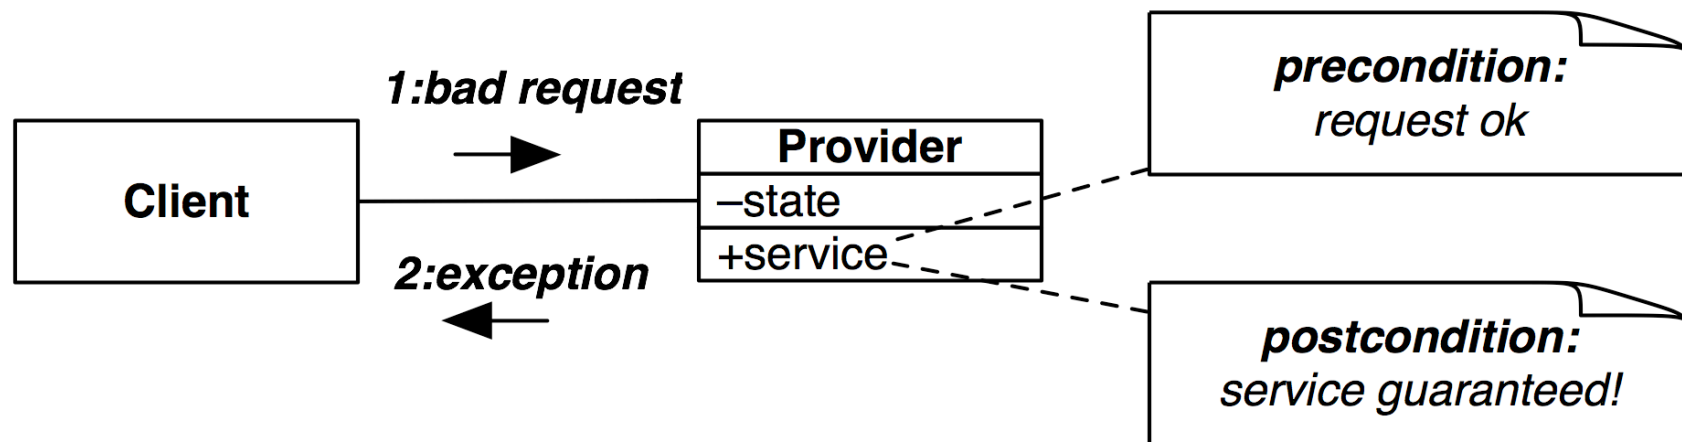 Client
1:bad request
2:exception
Provider
–state
+service
precondition:
request ok
postcondition:
service guaranteed!